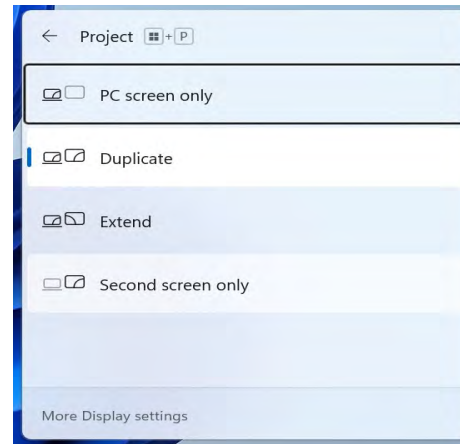 Project +P
PC screen only
Duplicate
Extend
Second screen only
More Display settings